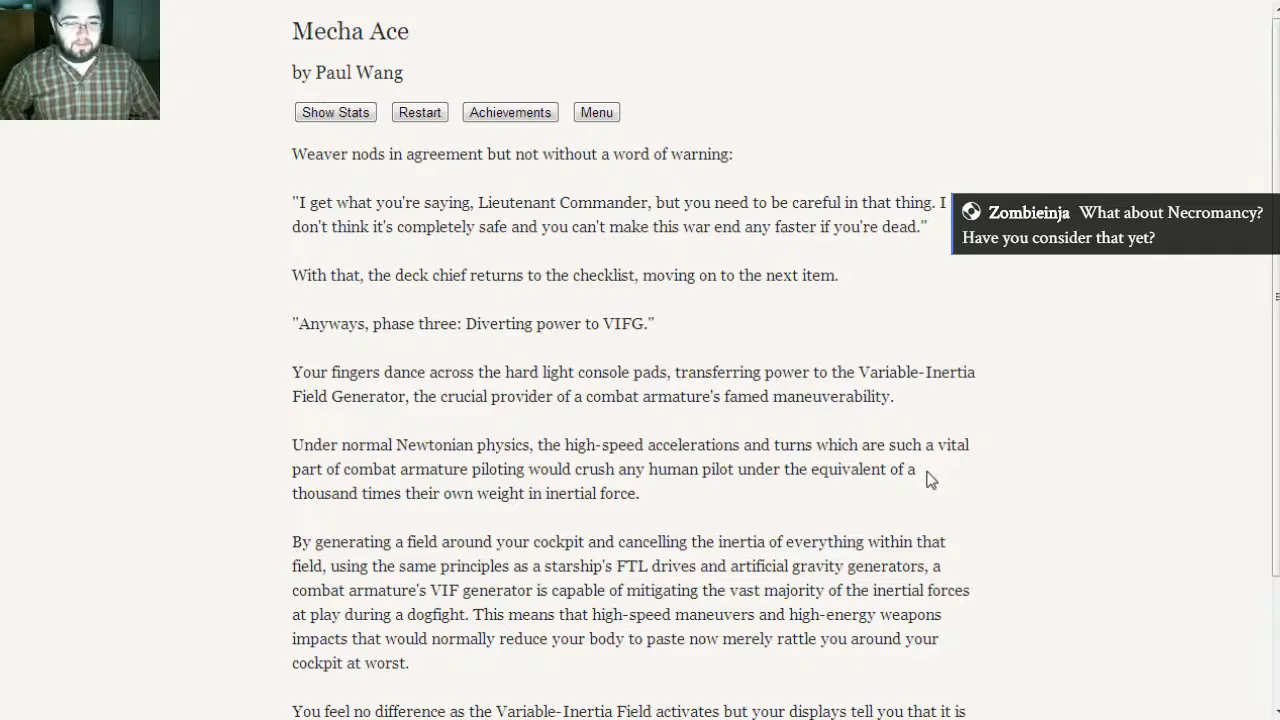 Mecha Ace
by Paul Wang
Show Stats
Restart
Achievements
Menu
Weaver nods in agreement but not without a word of warning:
"I get what you're saying, Lieutenant Commander, but you need to be careful in that thing. I
don't think it's completely safe and you can't make this war end any faster if you're dead."
Zombieinja What about Necromancy?
Have you consider that yet?
With that, the deck chief returns to the checklist, moving on to the next item.
"Anyways, phase three: Diverting power to VIFG."
Your fingers dance across the hard light console pads, transferring power to the Variable-Inertia
Field Generator, the crucial provider of a combat armature's famed maneuverability.
Under normal Newtonian physics, the high-speed accelerations and turns which are such a vital
part of combat armature piloting would crush any human pilot under the equivalent of a
thousand times their own weight in inertial force.
By generating a field around your cockpit and cancelling the inertia of everything within that
field, using the same principles as a starship's FTL drives and artificial gravity generators, a
combat armature's VIF generator is capable of mitigating the vast majority of the inertial forces
at play during a dogfight. This means that high-speed maneuvers and high-energy weapons
impacts that would normally reduce your body to paste now merely rattle you around your
cockpit at worst.
You feel no difference as the Variable-Inertia Field activates but your displays tell you that it is